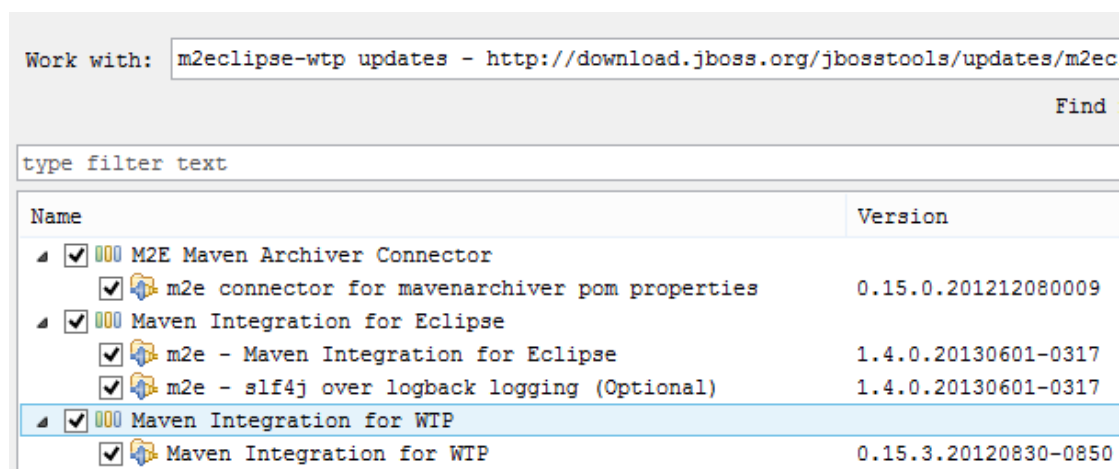 Work with: m2eclipse-wtp updates - http://download.jboss.org/jbosstools/updates/m2ec
Find
type filter text
Name Version
M2E Maven Archiver Connector
m2e connector for mavenarchiver pom properties 0.15.0.201212080009
Maven Integration for Eclipse
m2e - Maven Integration for Eclipse 1.4.0.20130601-0317
m2e - slf4j over logback logging (Optional) 1.4.0.20130601-0317
Maven Integration for WTP
Maven Integration for WTP 0.15.3.20120830-0850